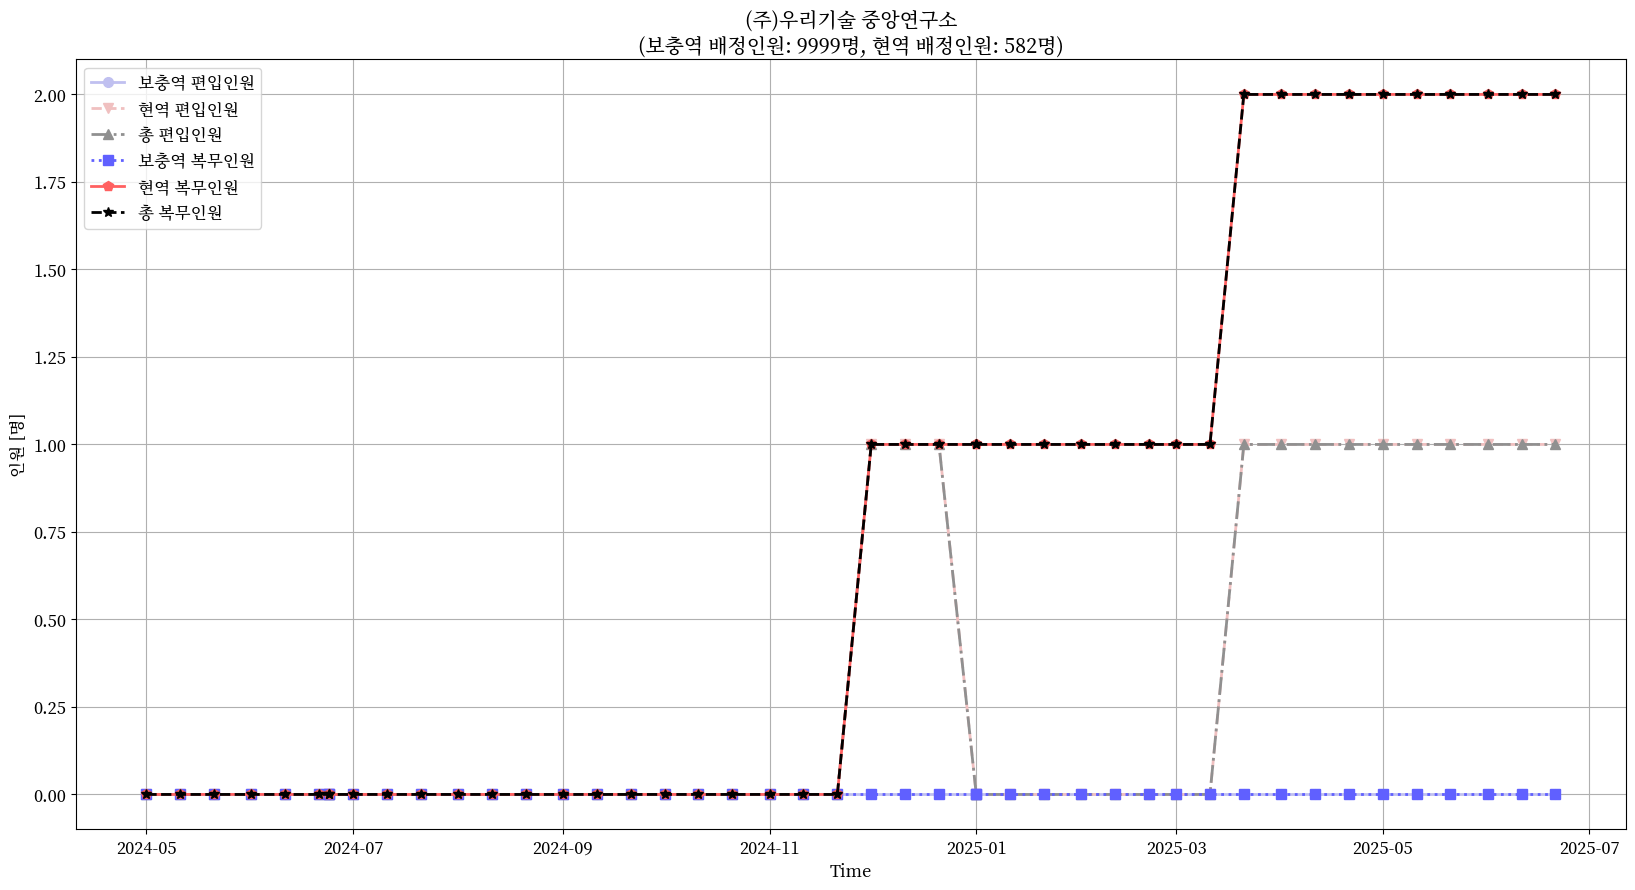 (주)우리기술 중앙연구소
(보충역 배정인원: 9999명, 현역 배정인원: 582명)
보충역 편입인원
현역 편입인원
총 편입인원
보충역 복무인원
현역 복무인원
총 복무인원
2.00
1.75
1.50
1.25
1.00
0.75
0.50
0.25
0.00
인원 [명]
2024-05
2024-07
2024-09
2024-11
2025-01
2025-03
2025-05
2025-07
Time